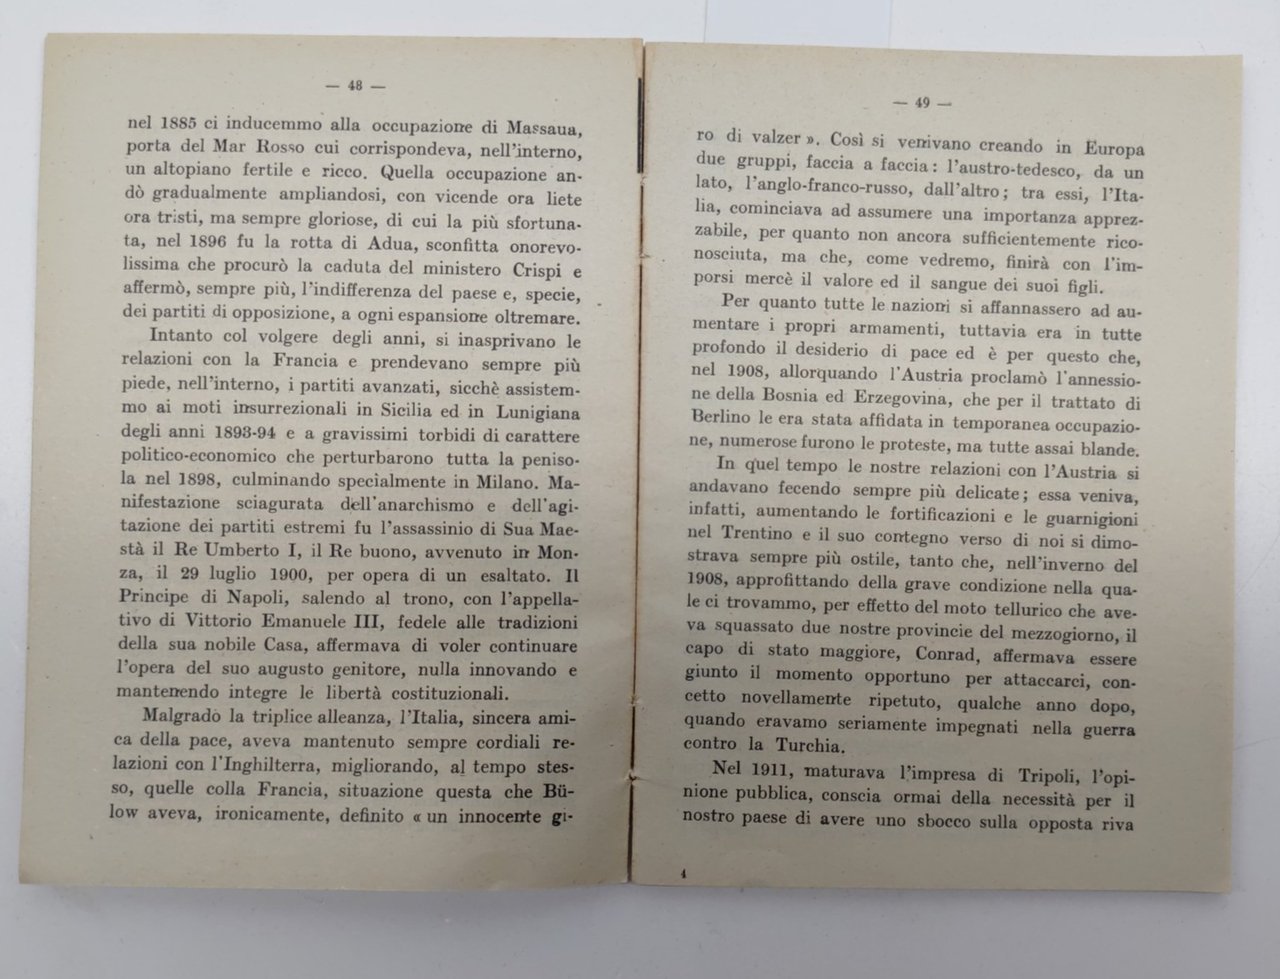 — 48 —
nel 1885 ci inducemmo alla occupazione di Massaua,
porta del Mar Rosso cui corrispondeva, nell'interno,
un altopiano fertile e ricco. Quella occupazione an-
dò gradualmente ampliandosi, con vicende ora liete
ora tristi, ma sempre gloriose, di cui la più sfortuna-
ta, nel 1896 fu la rotta di Adua, sconfitta onorevo-
lissima che procurò la caduta del ministero Crispi e
affermò, sempre più, l'indifferenza del paese e, specie,
dei partiti di opposizione, a ogni espansione oltremare.
Intanto col volgere degli anni, si inasprivano le
relazioni con la Francia e prendevano sempre più
piede, nell'interno, i partiti avanzati, sicchè assistem-
mo ai moti insurrezionali in Sicilia ed in Lunigiana
degli anni 1893-94 e a gravissimi torbidi di carattere
politico-economico che perturbarono tutta la peniso-
la nel 1898, culminando specialmente in Milano. Ma-
nifestazione sciagurata dell'anarchismo e dell'agi-
tazione dei partiti estremi fu l'assassinio di Sua Mae-
stà il Re Umberto I, il Re buono, avvenuto in Mon-
za, il 29 luglio 1900, per opera di un esaltato. Il
Principe di Napoli, salendo al trono, con l'appella-
tivo di Vittorio Emanuele III, fedele alle tradizioni
della sua nobile Casa, affermava di voler continuare
l'opera del suo augusto genitore, nulla innovando e
mantenendo integre le libertà costituzionali.
Malgrado la triplice alleanza, l'Italia, sincera ami-
ca della pace, aveva mantenuto sempre cordiali re-
lazioni con l'Inghilterra, migliorando, al tempo stes-
so, quelle colla Francia, situazione questa che Bü-
low aveva, ironicamente, definito « un innocente gi-
— 49 —
ro di valzer ». Così si venivano creando in Europa
due gruppi, faccia a faccia: l'austro-tedesco, da un
lato, l'anglo-franco-russo, dall'altro; tra essi, l'Ita-
lia, cominciava ad assumere una importanza apprez-
zabile, per quanto non ancora sufficientemente rico-
nosciuta, ma che, come vedremo, finirà con l'im-
porsi mercè il valore ed il sangue dei suoi figli.
Per quanto tutte le nazioni si affannassero ad au-
mentare i propri armamenti, tuttavia era in tutte
profondo il desiderio di pace ed è per questo che,
nel 1908, allorquando l'Austria proclamò l'annessio-
ne della Bosnia ed Erzegovina, che per il trattato di
Berlino le era stata affidata in temporanea occupazio-
ne, numerose furono le proteste, ma tutte assai blande.
In quel tempo le nostre relazioni con l'Austria si
andavano fecendo sempre più delicate; essa veniva,
infatti, aumentando le fortificazioni e le guarnigioni
nel Trentino e il suo contegno verso di noi si dimo-
strava sempre più ostile, tanto che, nell'inverno del
1908, approfittando della grave condizione nella qua-
le ci trovammo, per effetto del moto tellurico che ave-
va squassato due nostre provincie del mezzogiorno, il
capo di stato maggiore, Conrad, affermava essere
giunto il momento opportuno per attaccarci, con-
cetto novellamente ripetuto, qualche anno dopo,
quando eravamo seriamente impegnati nella guerra
contro la Turchia.
Nel 1911, maturava l'impresa di Tripoli, l'opi-
nione pubblica, conscia ormai della necessità per il
nostro paese di avere uno sbocco sulla opposta riva
4